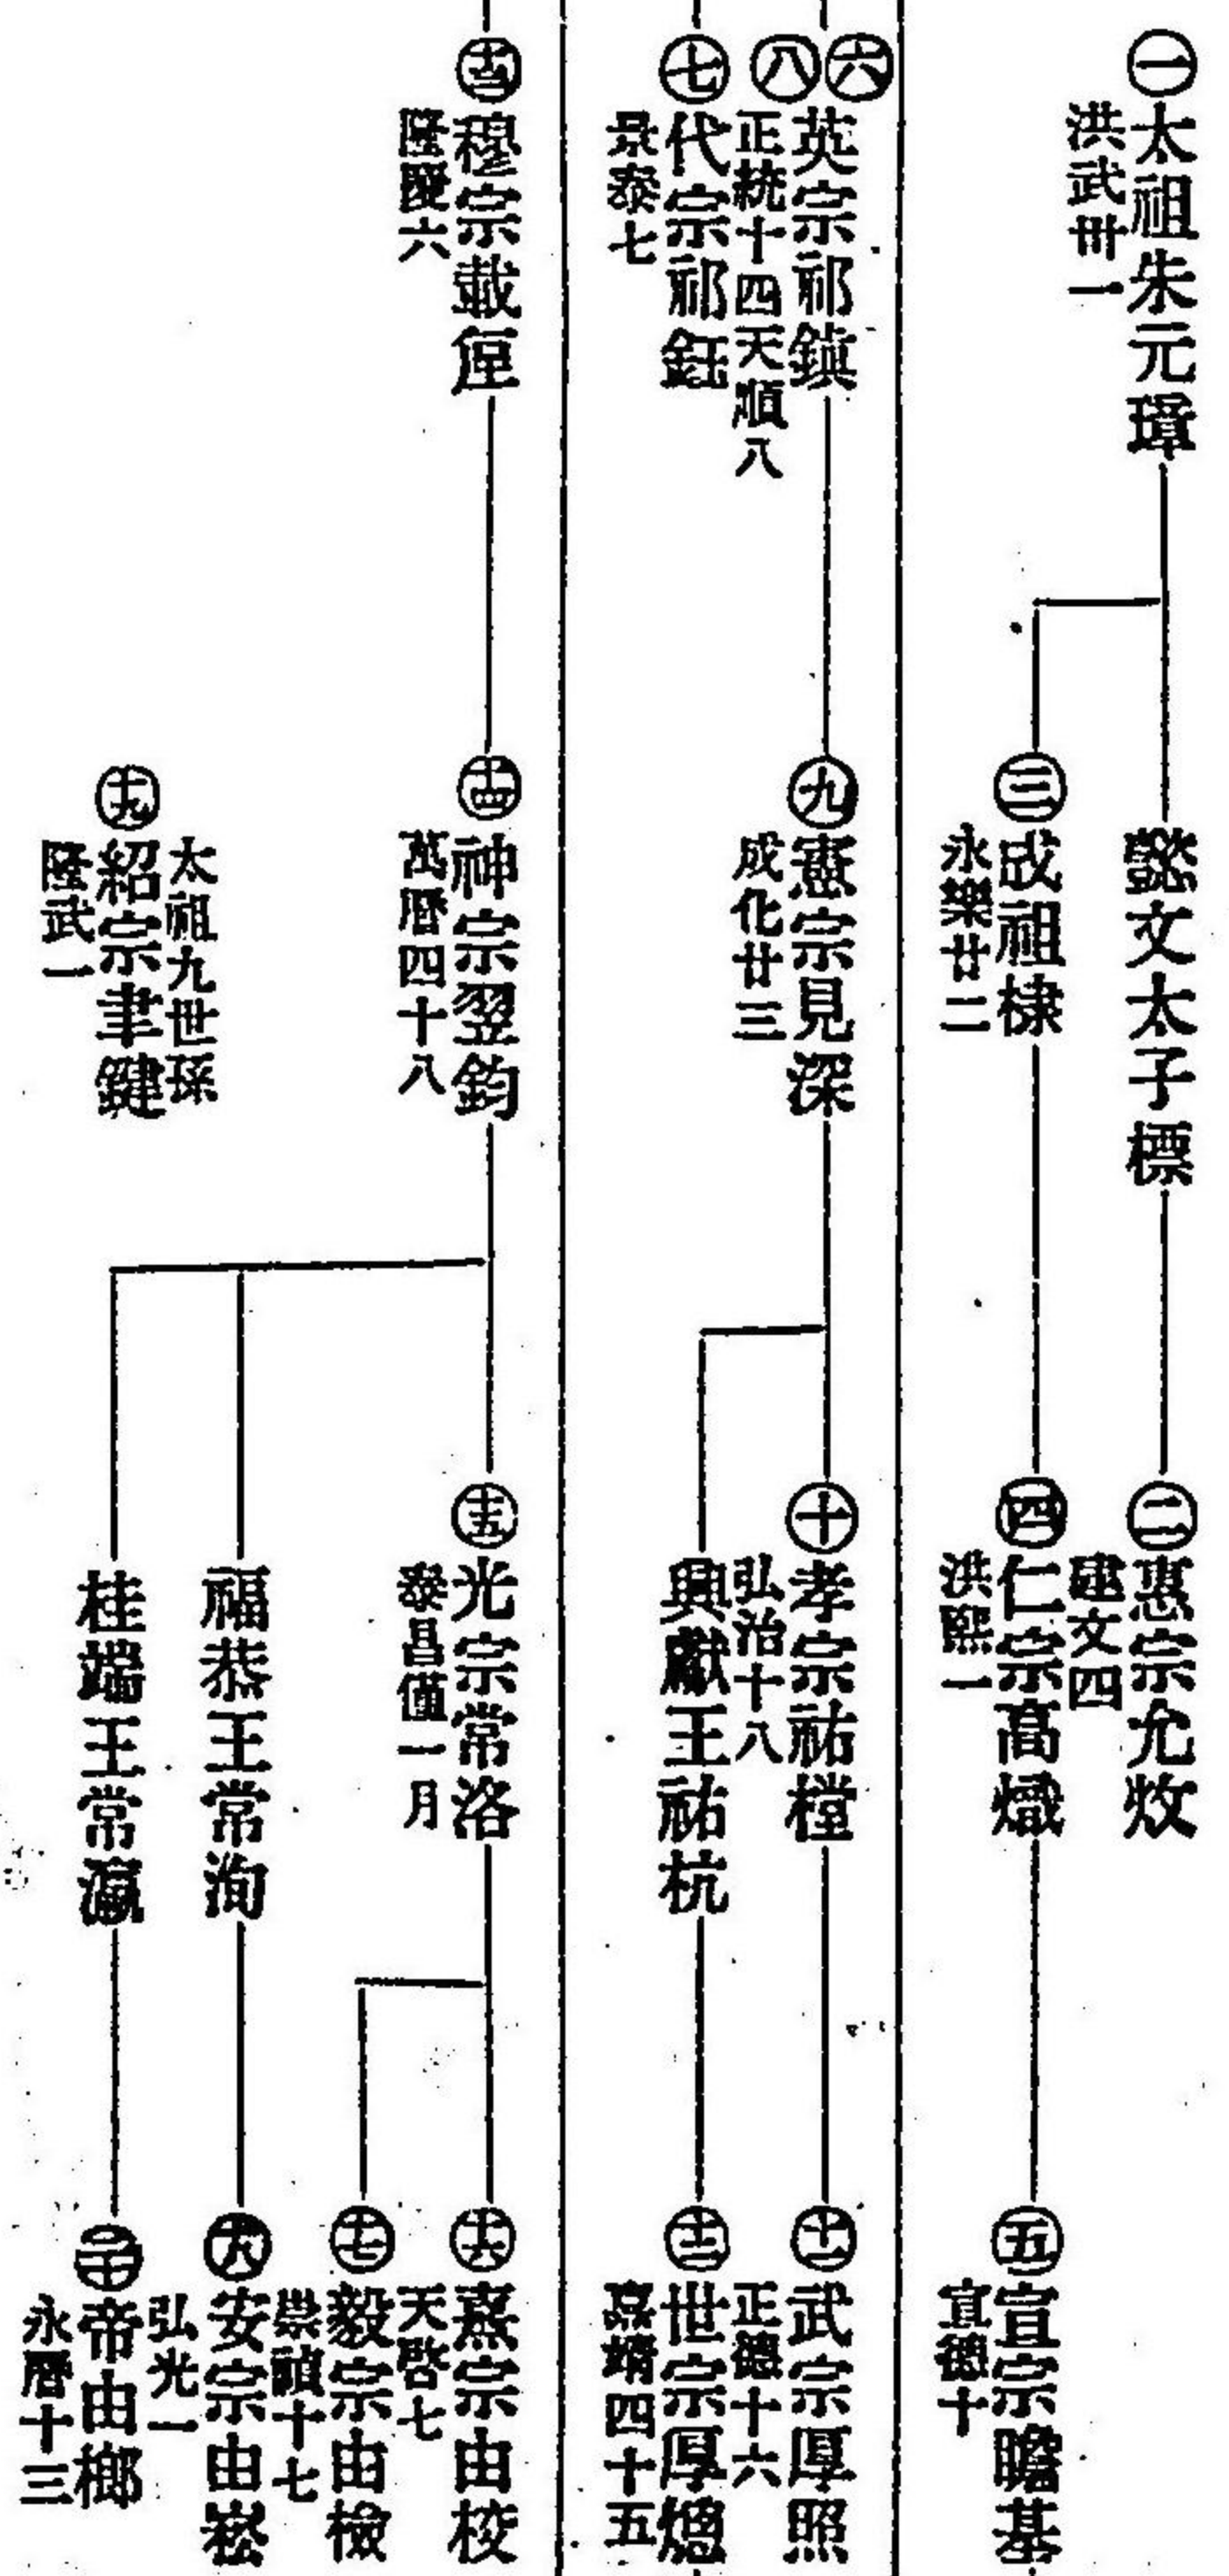 ㊀
太祖朱元璋
洪武卅一
懿文太子標
㊁
惠宗允炆
建文四
㊂
成祖棣
永樂廿二
㊃
仁宗高熾
洪熙一
㊄
宣宗瞻基
宣德十
㊅
㊇
英宗祁鎮
正統十四天順八
㊆
代宗祁鈺
景泰七
㊈
憲宗見深
成化廿三
㊉
孝宗祐樘
弘治十八
十一
武宗厚照
正德十六
興獻王祐杭
十二
世宗厚熜
嘉靖四十五
十三
穆宗載垕
隆慶六
十四
神宗翌鈞
萬曆四十八
十五
光宗常洛
泰昌僅一月
十六
熹宗由校
天啓七
十七
毅宗由檢
崇禎十七
福恭王常洵
十八
安宗由崧
弘光一
桂端王常瀛
二十
帝由榔
永曆十三
太祖九世孫
十九
紹宗聿鍵
隆武一